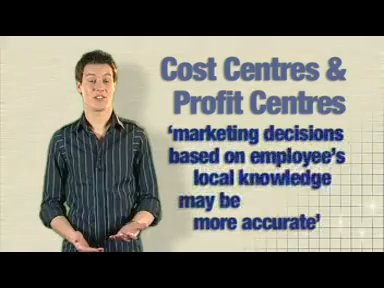 Cost Centres &
Profit Centres
‘marketing decisions
based on employee’s
local knowledge
may be
more accurate’